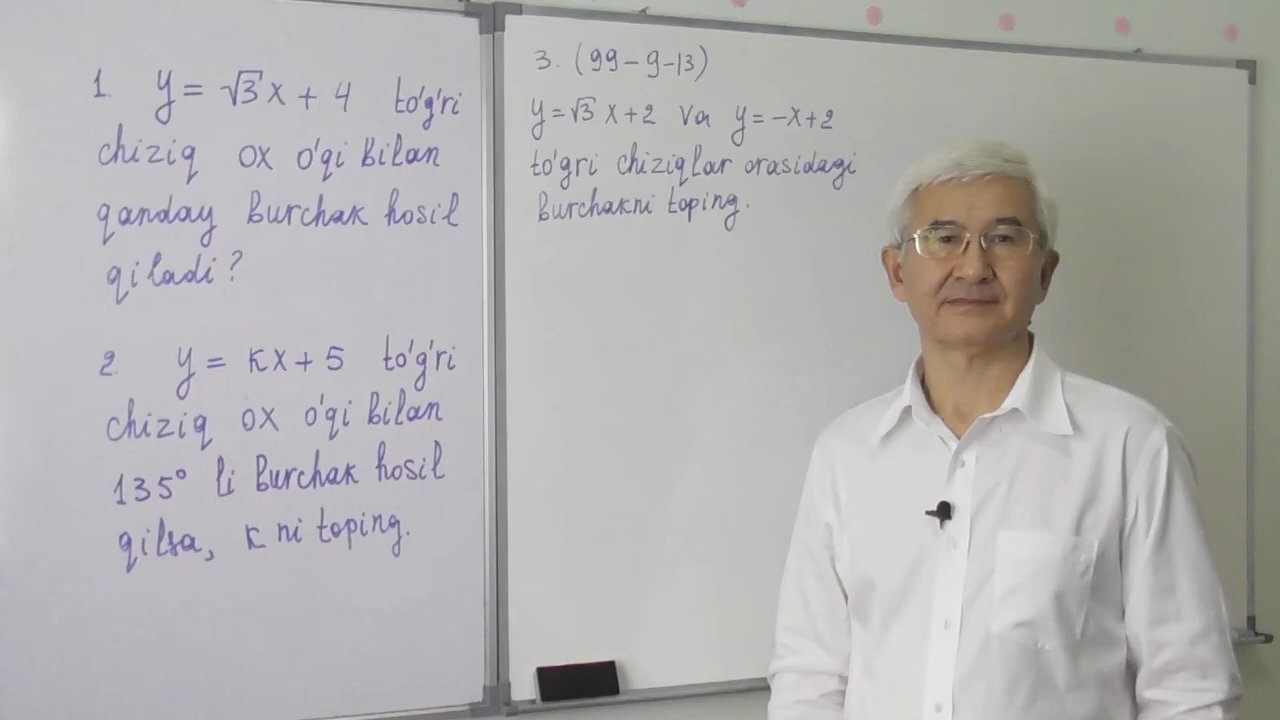 1. y = √3 x + 4 to'g'ri
chiziq ox o'qi bilan
qanday burchak hosil
qiladi?
2. y = kx + 5 to'g'ri
chiziq ox o'qi bilan
135° li burchak hosil
qilsa, k ni toping.
3. (99-9-13)
y = √3 x + 2 va y = -x + 2
to'g'ri chiziqlar orasidagi
burchakni toping.